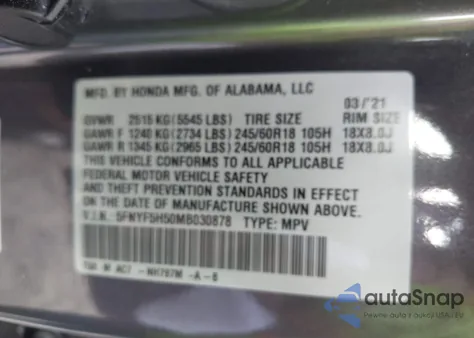 MFD. BY HONDA MFG. OF ALABAMA, LLC 03/'21
GVWR 2515 KG (5545 LBS) TIRE SIZE RIM SIZE
GAWR F 1240 KG (2734 LBS) 245/60R18 105H 18X8.0J
GAWR R 1345 KG (2965 LBS) 245/60R18 105H 18X8.0J
THIS VEHICLE CONFORMS TO ALL APPLICABLE
FEDERAL MOTOR VEHICLE SAFETY
AND THEFT PREVENTION STANDARDS IN EFFECT
ON THE DATE OF MANUFACTURE SHOWN ABOVE.
V.I.N.: 5FNYF5H50MB030878 TYPE: MPV
NH797M -A-
autoSnap